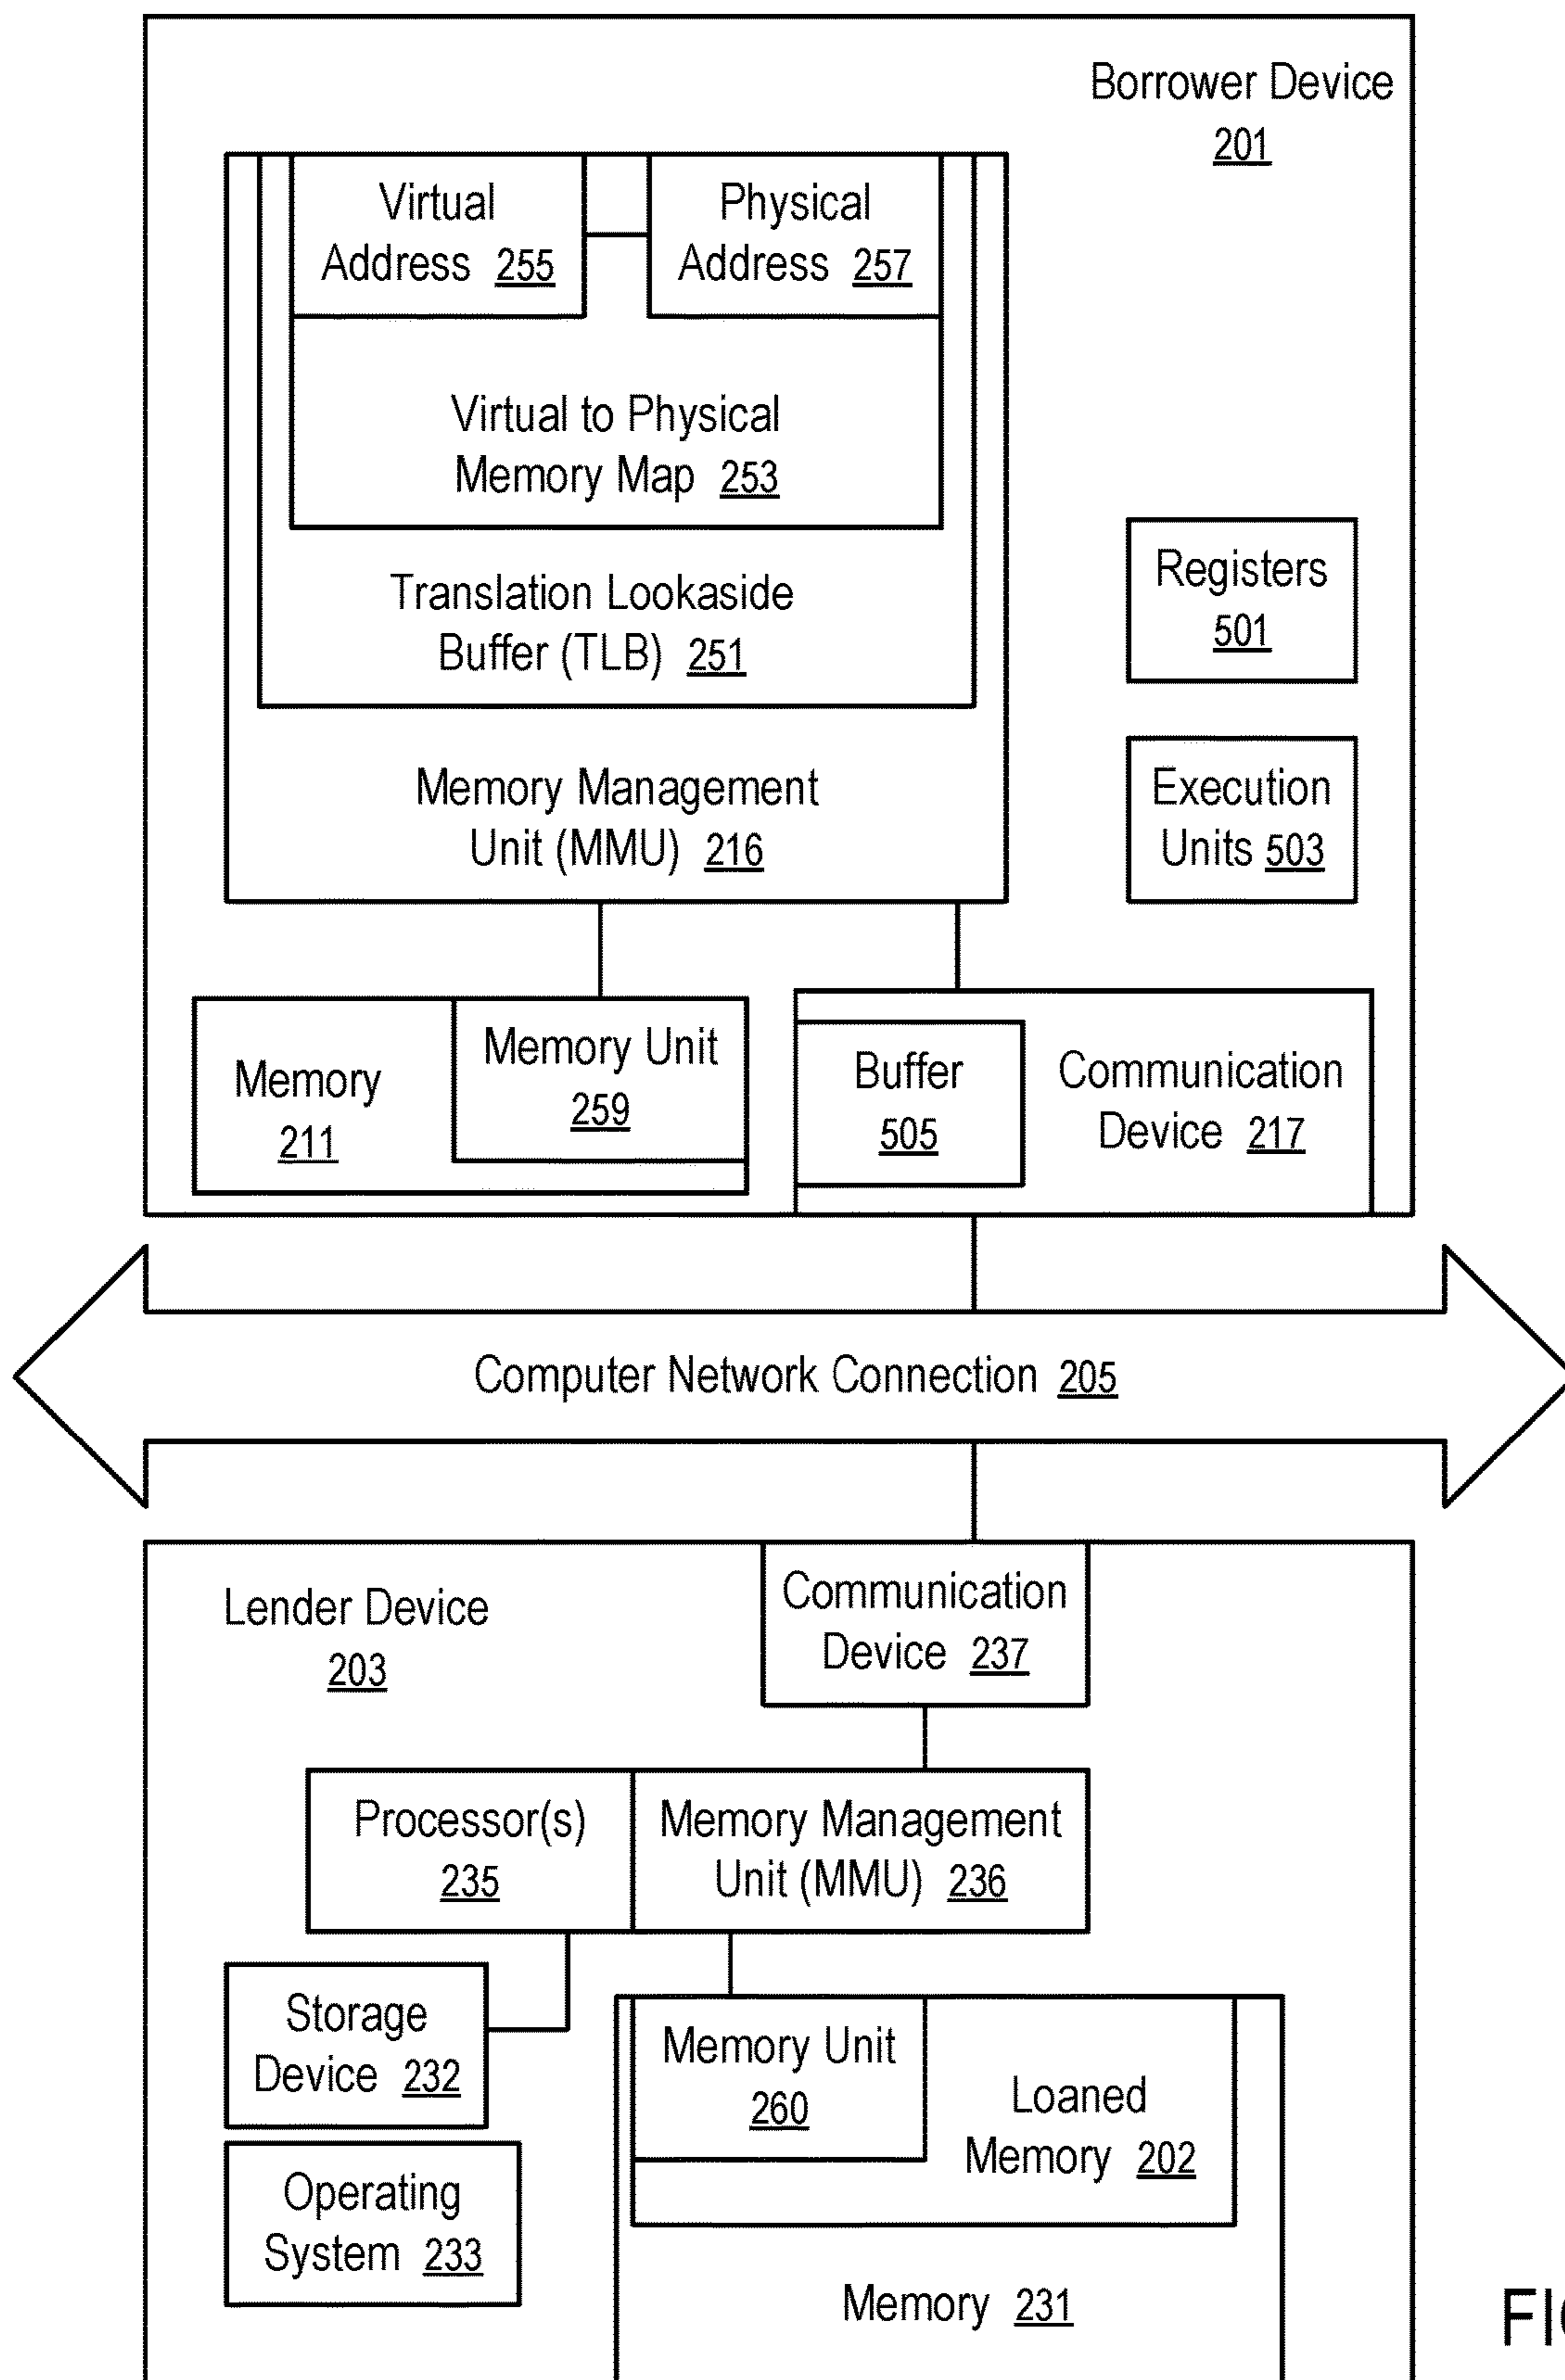 Borrower Device
201
Virtual
Address 255
Physical
Address 257
Virtual to Physical
Memory Map 253
Translation Lookaside
Buffer (TLB) 251
Registers
501
Memory Management
Unit (MMU) 216
Execution
Units 503
Memory
211
Memory Unit
259
Buffer
505
Communication
Device 217
Computer Network Connection 205
Lender Device
203
Communication
Device 237
Processor(s)
235
Memory Management
Unit (MMU) 236
Storage
Device 232
Memory Unit
260
Loaned
Memory 202
Operating
System 233
Memory 231